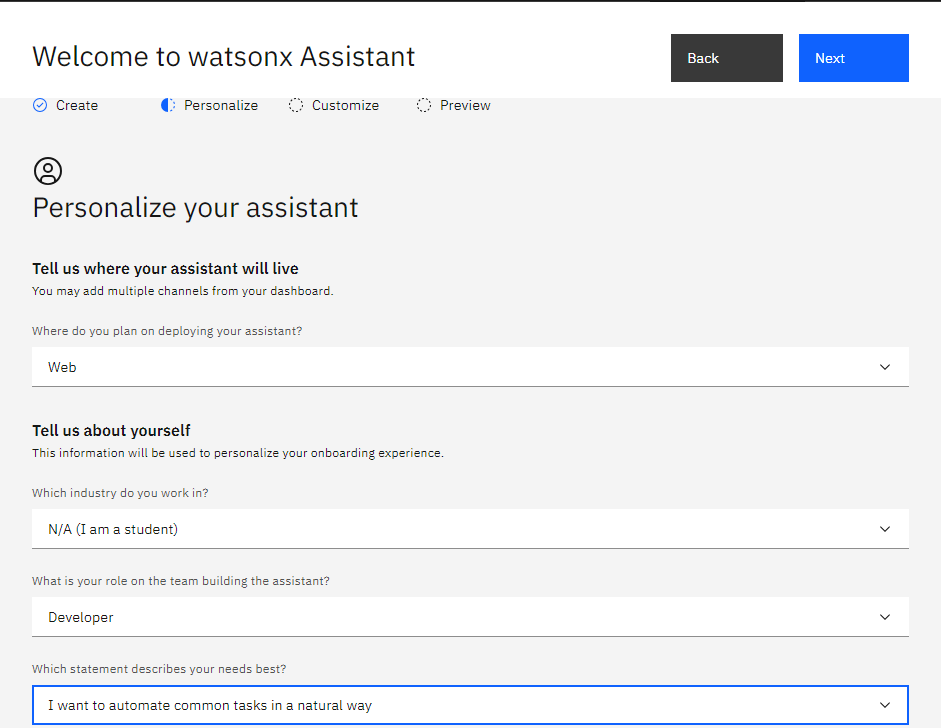 Welcome to watsonx Assistant
Back
Next
Create
Personalize
Customize
Preview
Personalize your assistant
Tell us where your assistant will live
You may add multiple channels from your dashboard.
Where do you plan on deploying your assistant?
Web
Tell us about yourself
This information will be used to personalize your onboarding experience.
Which industry do you work in?
N/A (I am a student)
What is your role on the team building the assistant?
Developer
Which statement describes your needs best?
I want to automate common tasks in a natural way